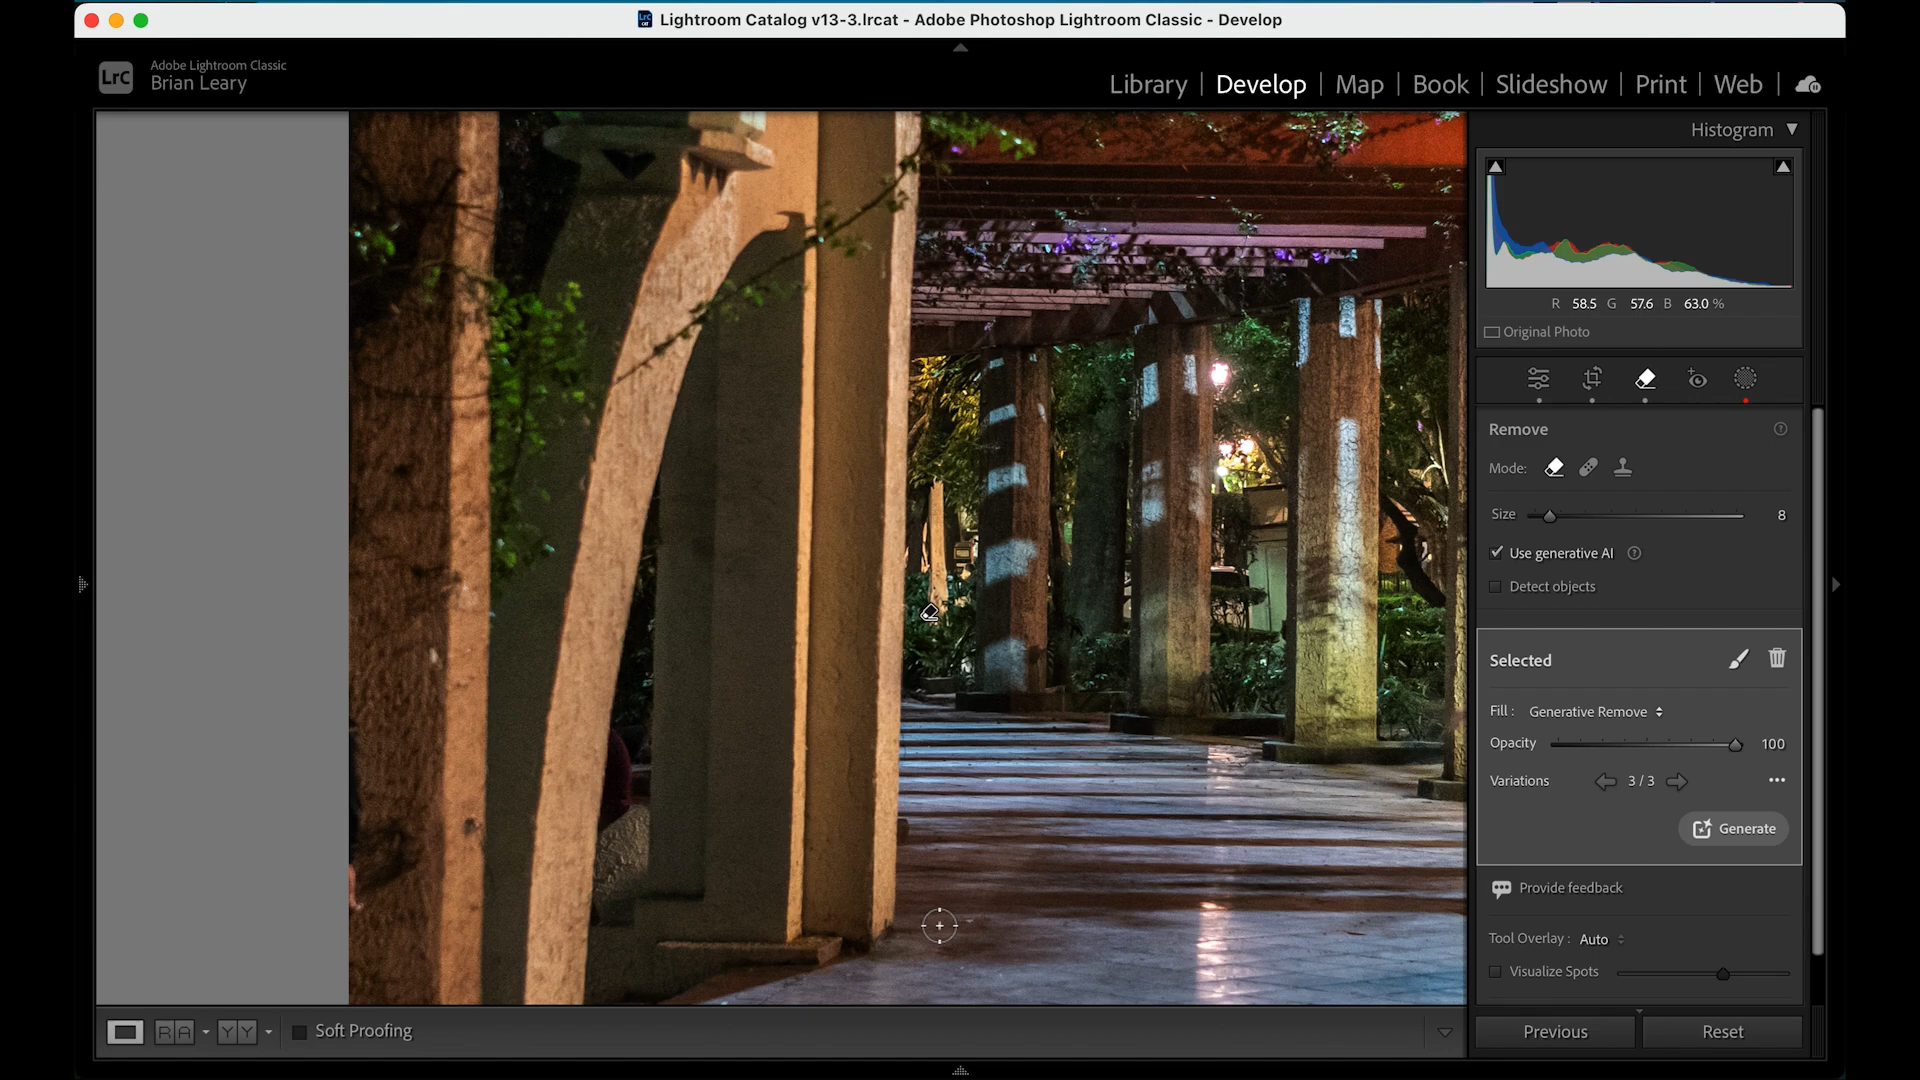 Lightroom Catalog v13-3.lrcat - Adobe Photoshop Lightroom Classic - Develop
LrC
Adobe Lightroom Classic
Brian Leary
Library | Develop | Map | Book | Slideshow | Print | Web
Histogram
R 58.5 G 57.6 B 63.0 %
Original Photo
Remove
Mode:
Size 8
Use generative AI
Detect objects
Selected
Fill : Generative Remove
Opacity 100
Variations 3 / 3
Generate
Provide feedback
Tool Overlay : Auto
Visualize Spots
R A Y Y Soft Proofing
Previous Reset